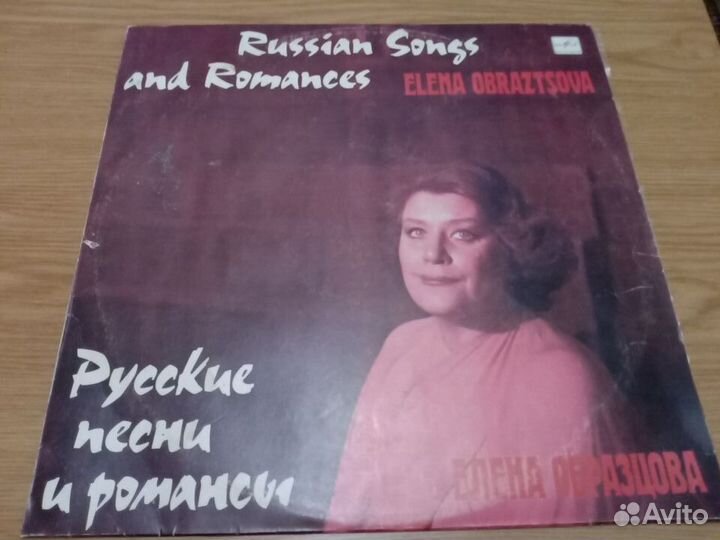 Russian Songs
and Romances ELENA OBRAZTSOVA
Русские
песни
и романсы
ЕЛЕНА ОБРАЗЦОВА
Avito